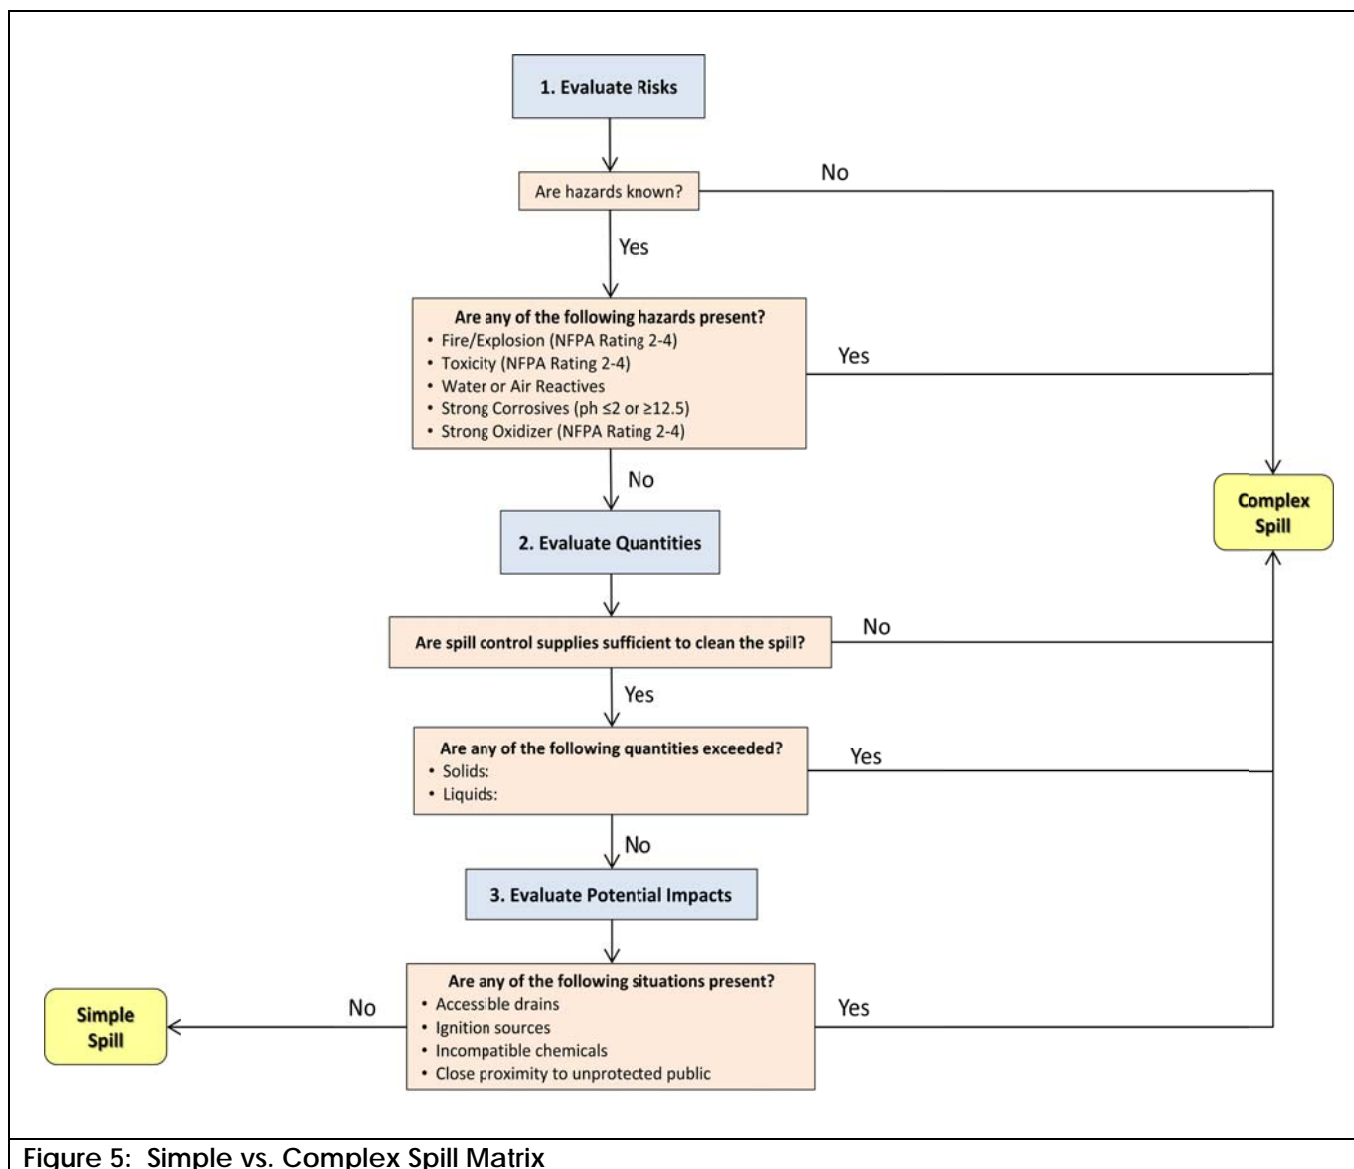 1. Evaluate Risks
No
Are hazards known?
Yes
Are any of the following hazards present?
• Fire/Explosion (NFPA Rating 2-4)
• Toxicity (NFPA Rating 2-4)
• Water or Air Reactives
• Strong Corrosives (ph ≤2 or ≥12.5)
• Strong Oxidizer (NFPA Rating 2-4)
Yes
No
Complex
Spill
2. Evaluate Quantities
Are spill control supplies sufficient to clean the spill?
No
Yes
Are any of the following quantities exceeded?
• Solids:
• Liquids:
Yes
No
3. Evaluate Potential Impacts
Are any of the following situations present?
• Accessible drains
• Ignition sources
• Incompatible chemicals
• Close proximity to unprotected public
Yes
No
Simple
Spill
Figure 5: Simple vs. Complex Spill Matrix